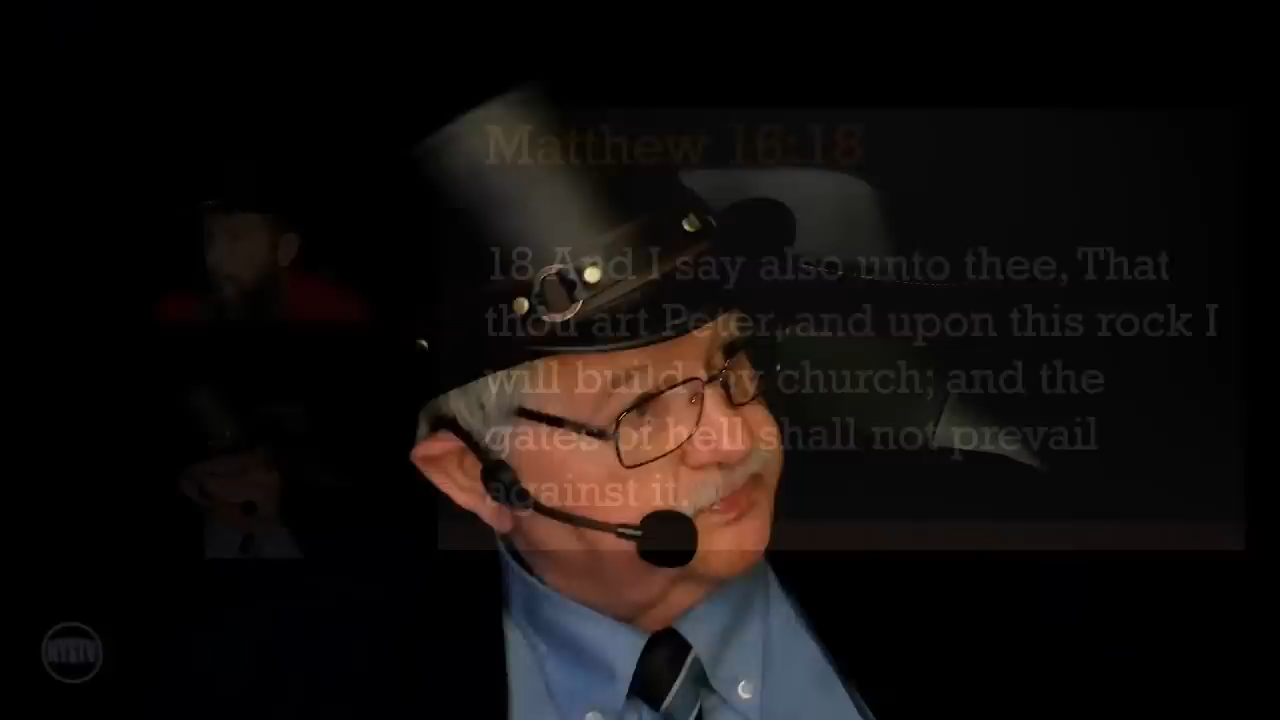 Matthew 16:18
18 And I say also unto thee, That
thou art Peter, and upon this rock I
will build my church; and the
gates of hell shall not prevail
against it.
NYSTV